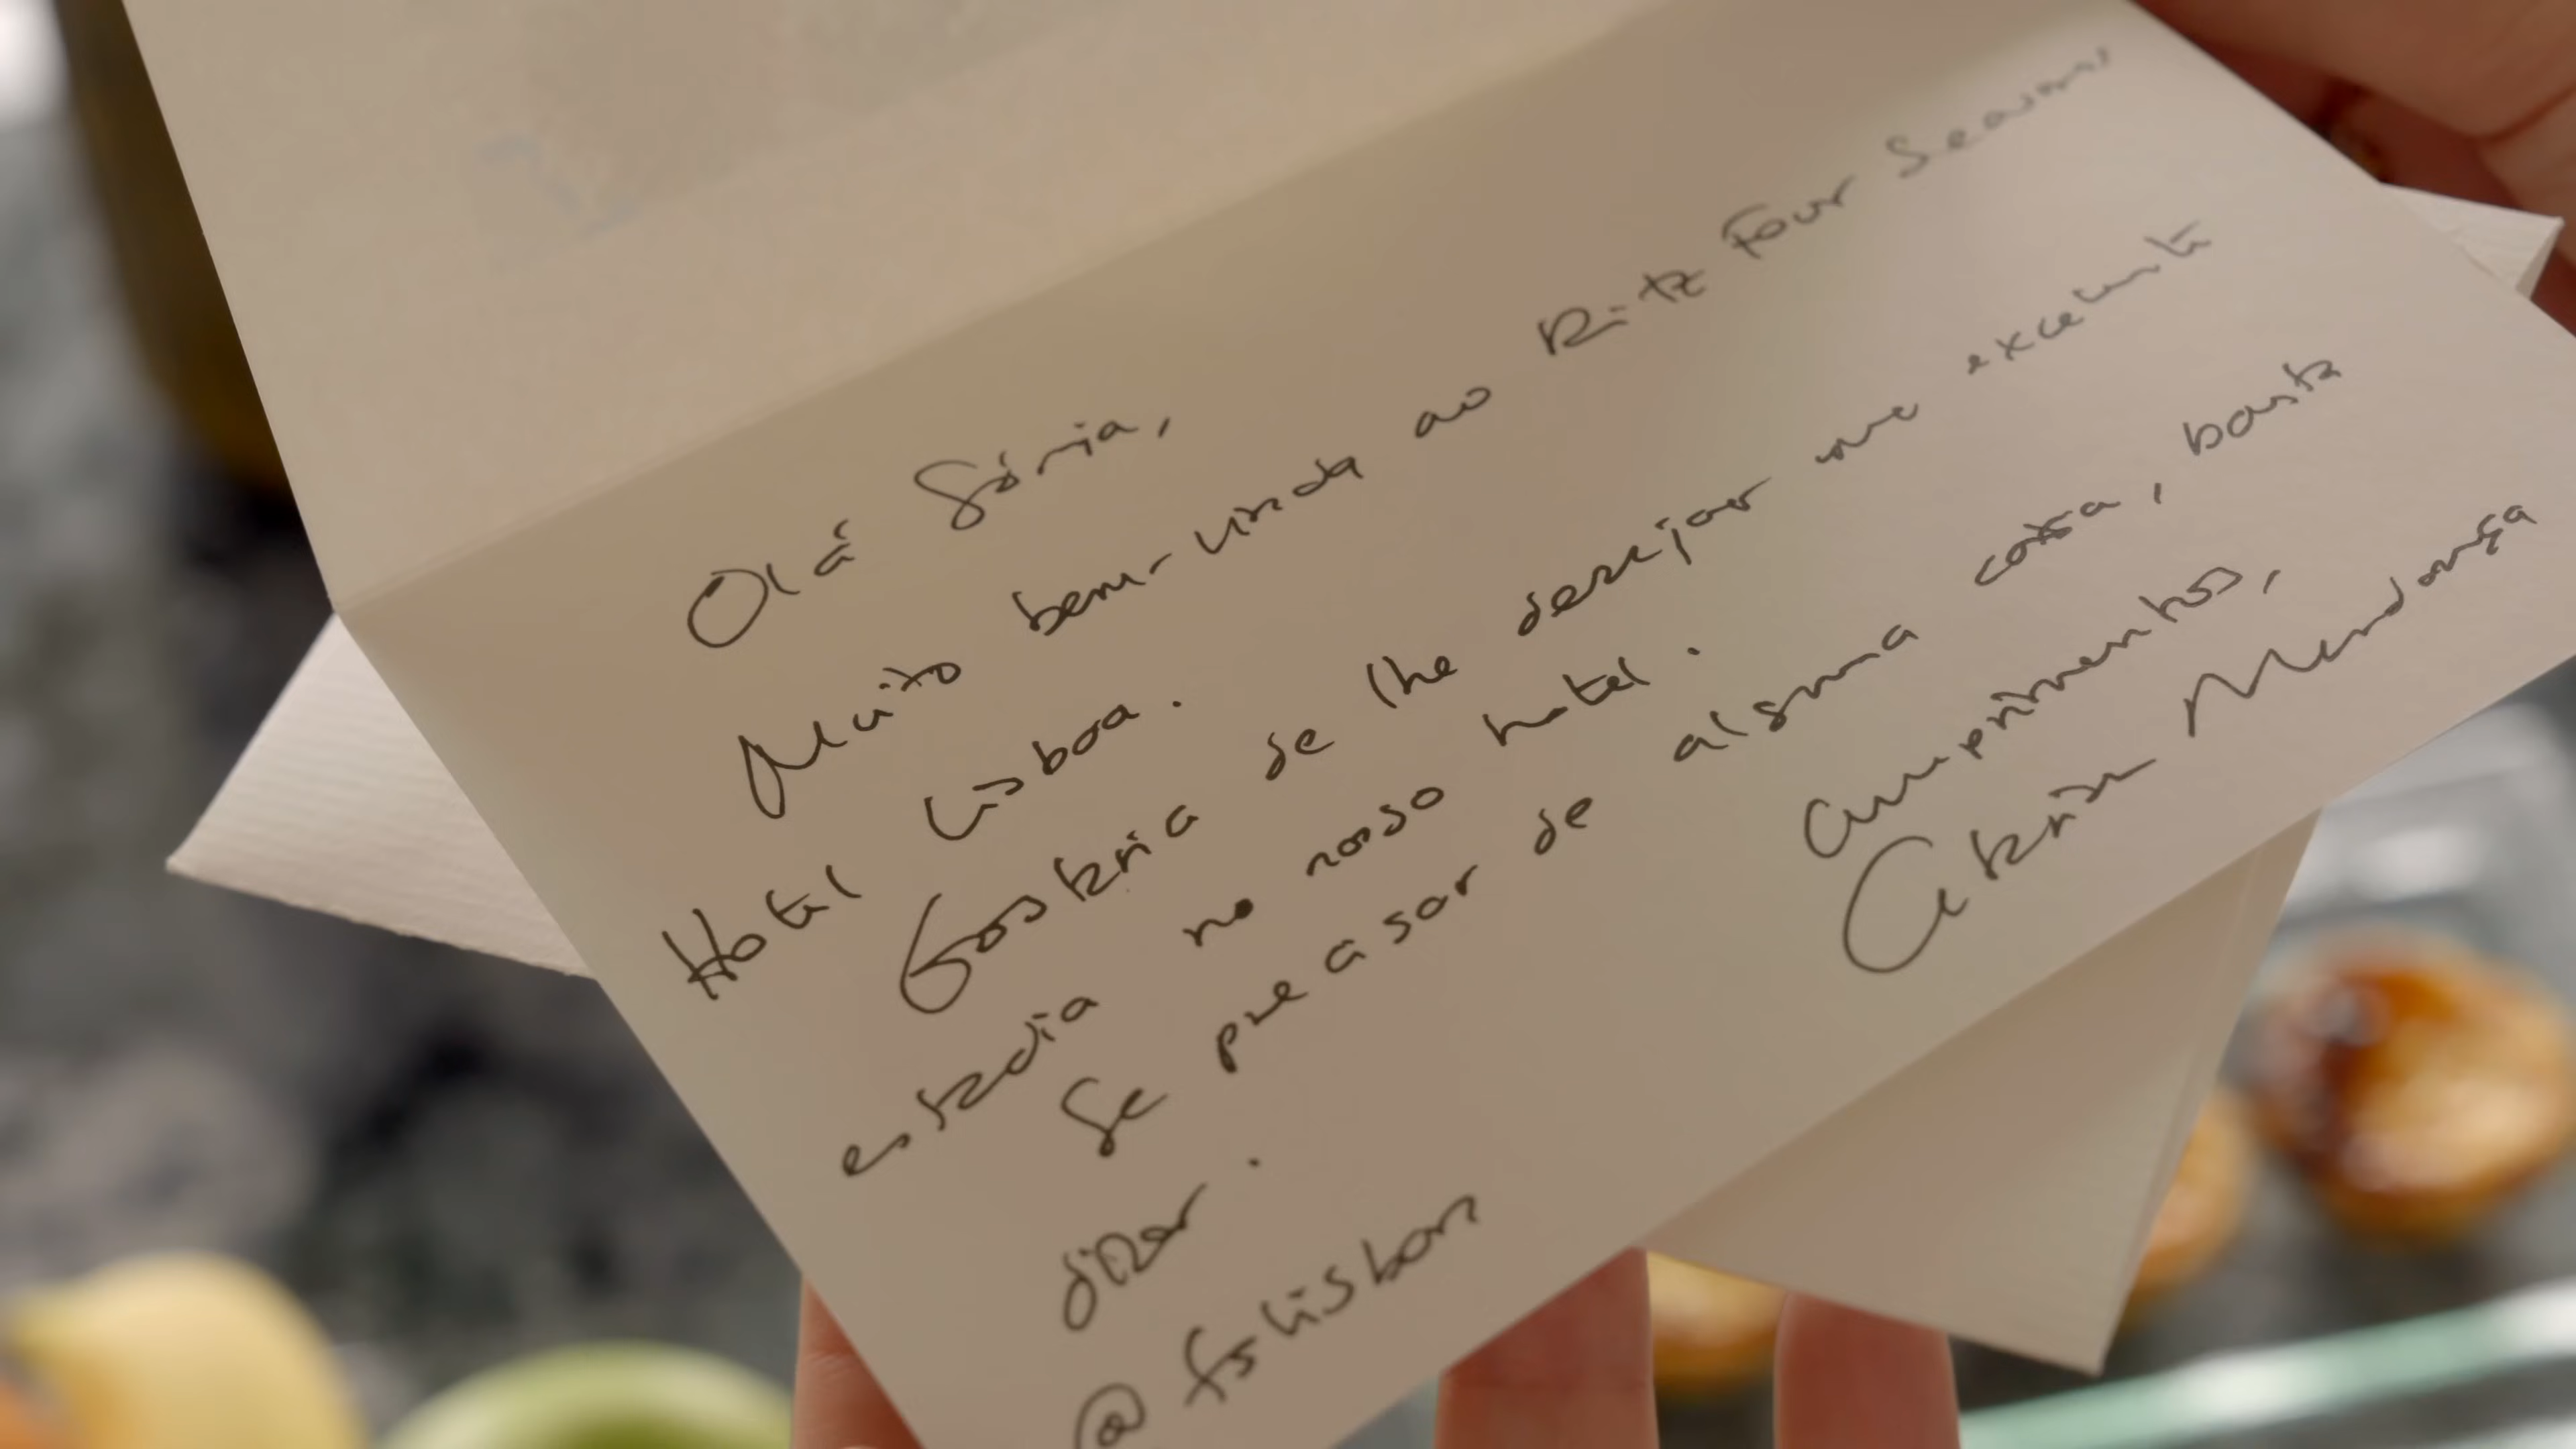 Olá Sónia,
Muito bem-vinda ao Ritz Four Seasons
Hotel Lisboa.
Gostaria de lhe desejar uma excelente
estadia no nosso hotel.
Se precisar de alguma coisa, basta
dizer.
Cumprimentos,
Mendonça
@fslisbon